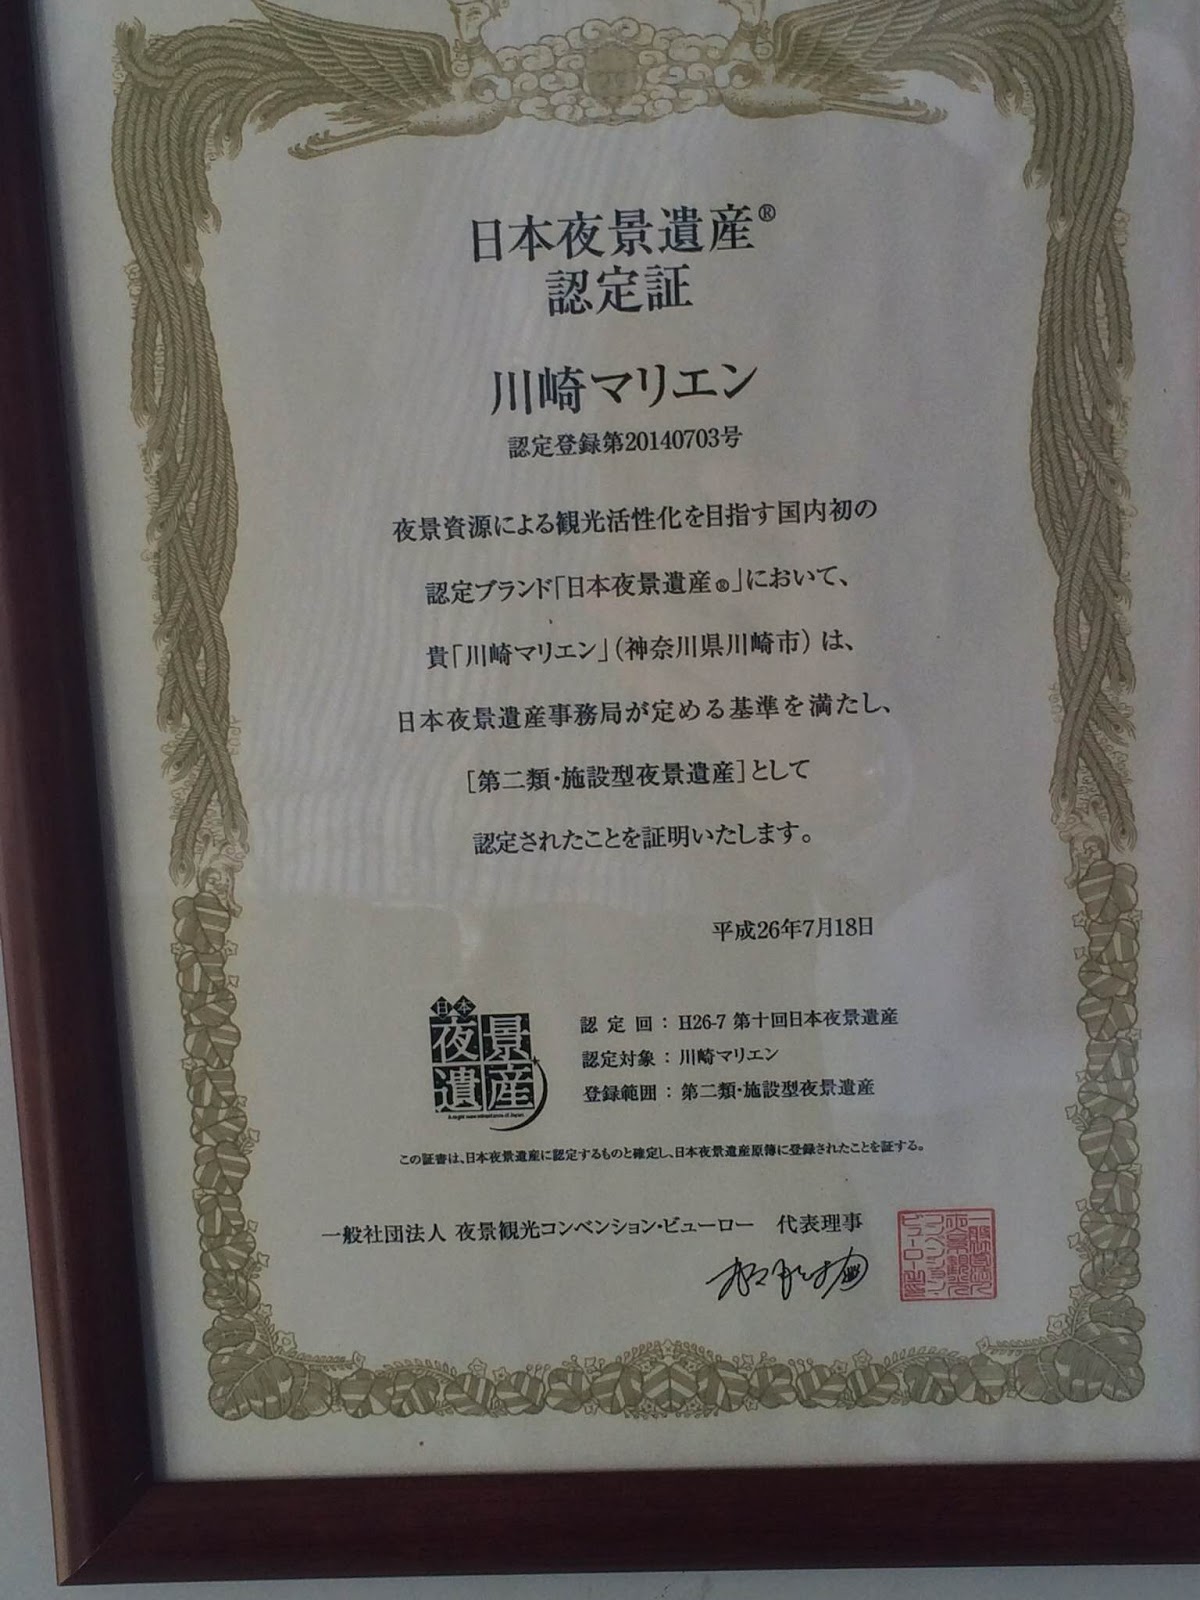 日本夜景遺産®
認定証
川崎マリエン
認定登録第20140703号
夜景資源による観光活性化を目指す国内初の
認定ブランド「日本夜景遺産®」において、
貴「川崎マリエン」(神奈川県川崎市)は、
日本夜景遺産事務局が定める基準を満たし、
[第二類・施設型夜景遺産]として
認定されたことを証明いたします。
平成26年7月18日
日本
夜景
遺産
認定回：H26-7 第十回日本夜景遺産
認定対象：川崎マリエン
登録範囲：第二類・施設型夜景遺産
この証書は、日本夜景遺産に認定するものと確定し、日本夜景遺産原簿に登録されたことを証する。
一般社団法人 夜景観光コンベンション・ビューロー 代表理事